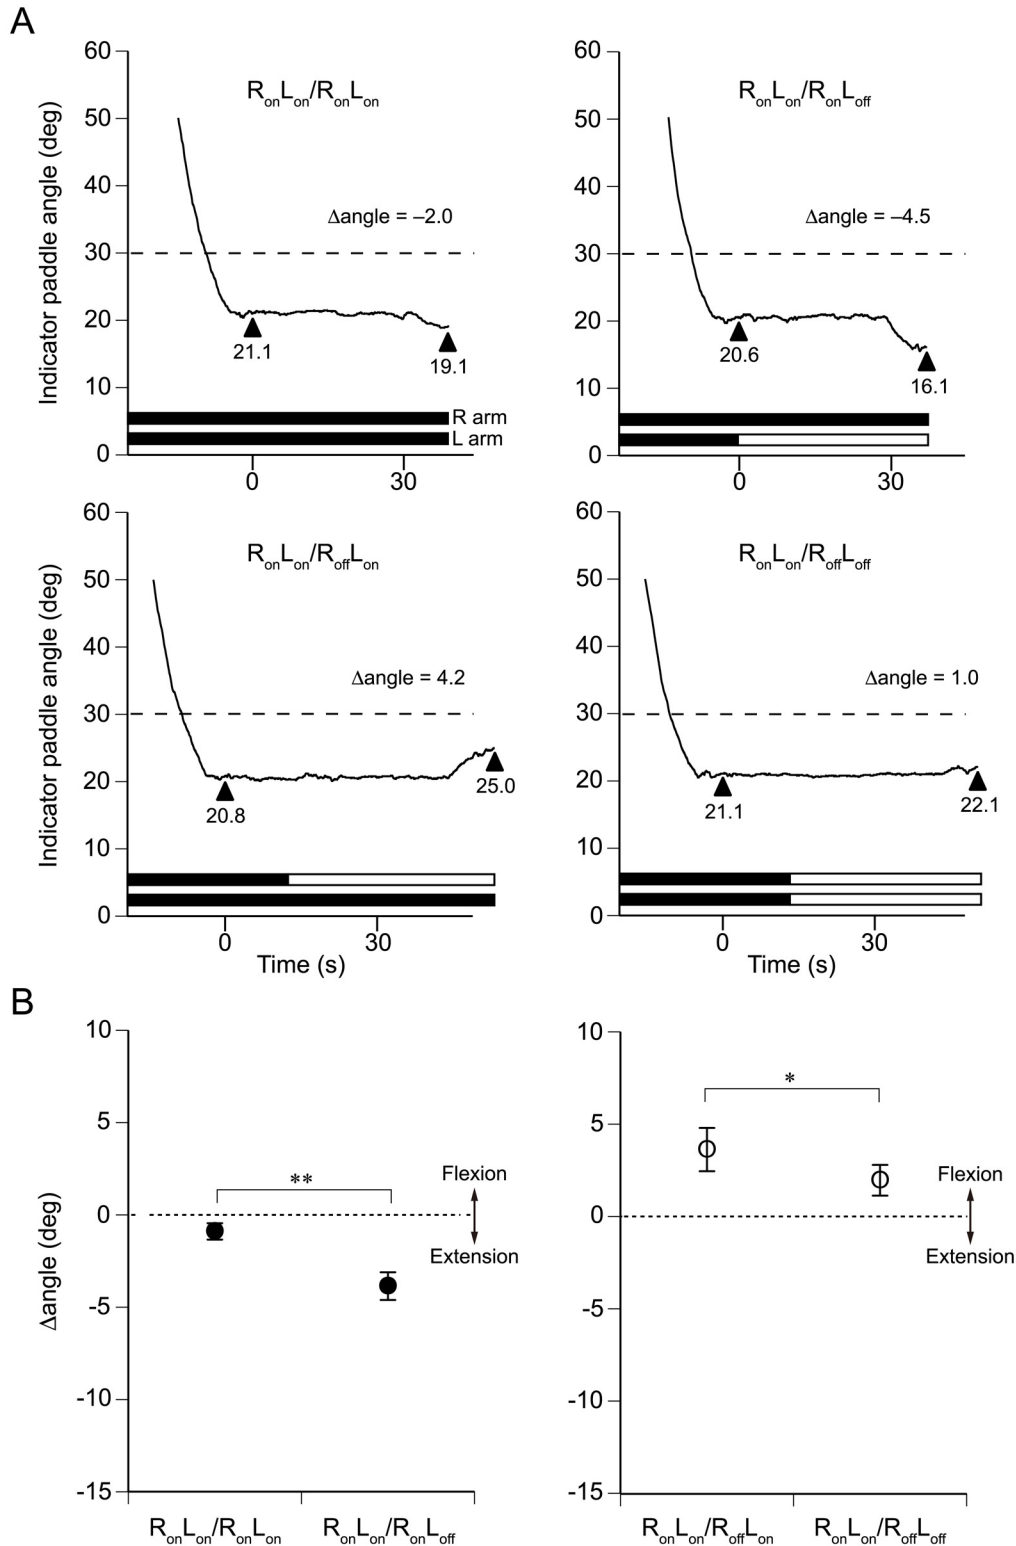 A
60
50
40
30
20
10
0
Indicator paddle angle (deg)
RonLon/RonLon
Δangle = –2.0
21.1
19.1
R arm
L arm
0 30
60
50
40
30
20
10
0
RonLon/RonLoff
Δangle = –4.5
20.6
16.1
0 30
60
50
40
30
20
10
0
Indicator paddle angle (deg)
RonLon/RoffLon
Δangle = 4.2
20.8
25.0
0 30
Time (s)
60
50
40
30
20
10
0
RonLon/RoffLoff
Δangle = 1.0
21.1
22.1
0 30
Time (s)
B
10
5
0
-5
-10
-15
Δangle (deg)
**
Flexion
Extension
RonLon/RonLon RonLon/RonLoff
10
5
0
-5
-10
-15
*
Flexion
Extension
RonLon/RoffLon RonLon/RoffLoff